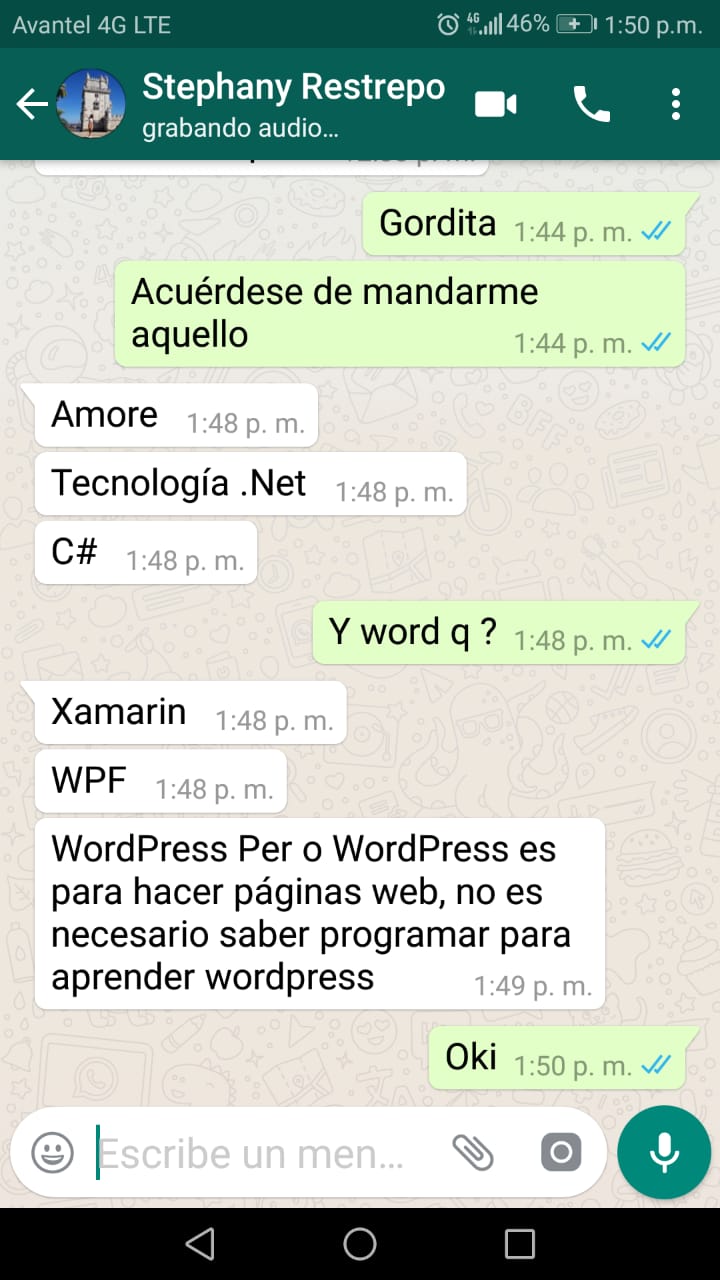 Avantel 4G LTE 4G 46% 1:50 p.m.
Stephany Restrepo
grabando audio...
Gordita 1:44 p. m.
Acuérdese de mandarme
aquello 1:44 p. m.
Amore 1:48 p. m.
Tecnología .Net 1:48 p. m.
C# 1:48 p. m.
Y word q ? 1:48 p. m.
Xamarin 1:48 p. m.
WPF 1:48 p. m.
WordPress Per o WordPress es
para hacer páginas web, no es
necesario saber programar para
aprender wordpress 1:49 p. m.
Oki 1:50 p. m.
Escribe un men...